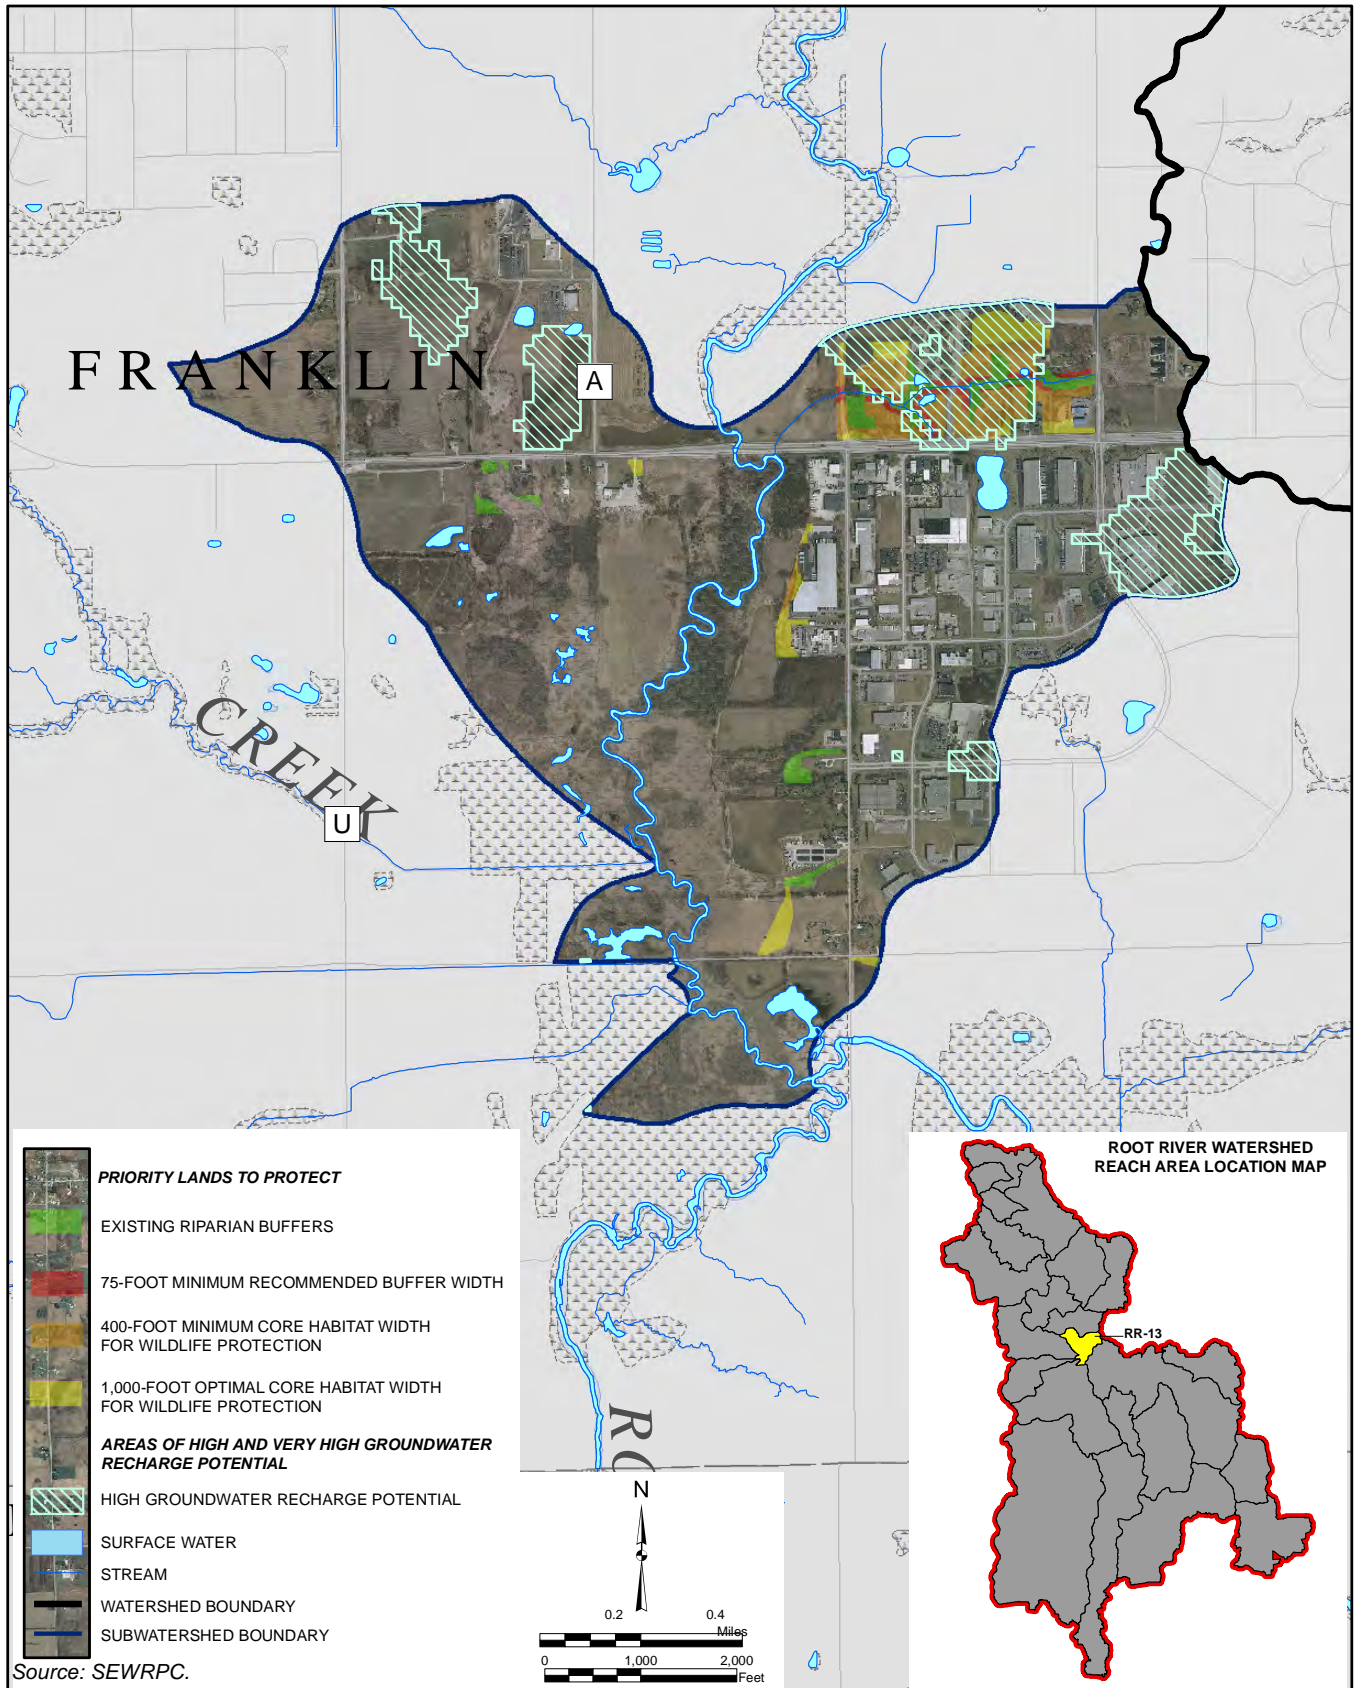 FRANKLIN
A
CREEK
U
PRIORITY LANDS TO PROTECT
EXISTING RIPARIAN BUFFERS
75-FOOT MINIMUM RECOMMENDED BUFFER WIDTH
400-FOOT MINIMUM CORE HABITAT WIDTH
FOR WILDLIFE PROTECTION
1,000-FOOT OPTIMAL CORE HABITAT WIDTH
FOR WILDLIFE PROTECTION
AREAS OF HIGH AND VERY HIGH GROUNDWATER
RECHARGE POTENTIAL
HIGH GROUNDWATER RECHARGE POTENTIAL
SURFACE WATER
STREAM
WATERSHED BOUNDARY
SUBWATERSHED BOUNDARY
Source: SEWRPC.
N
0.2 0.4
Miles
0 1,000 2,000
Feet
ROOT RIVER WATERSHED
REACH AREA LOCATION MAP
RR-13